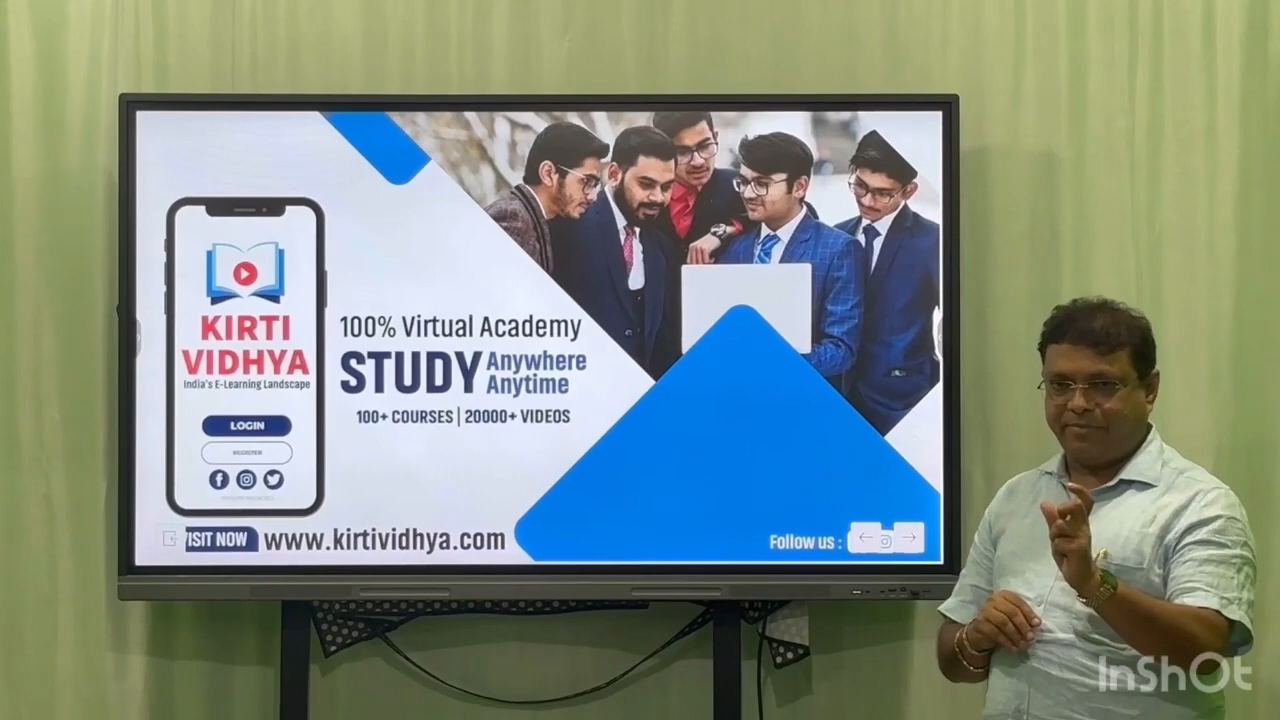 KIRTI
VIDHYA
India's E-Learning Landscape
LOGIN
REGISTER
100% Virtual Academy
STUDY Anywhere
Anytime
100+ COURSES | 20000+ VIDEOS
VISIT NOW www.kirtividhya.com
Follow us :
InShOt